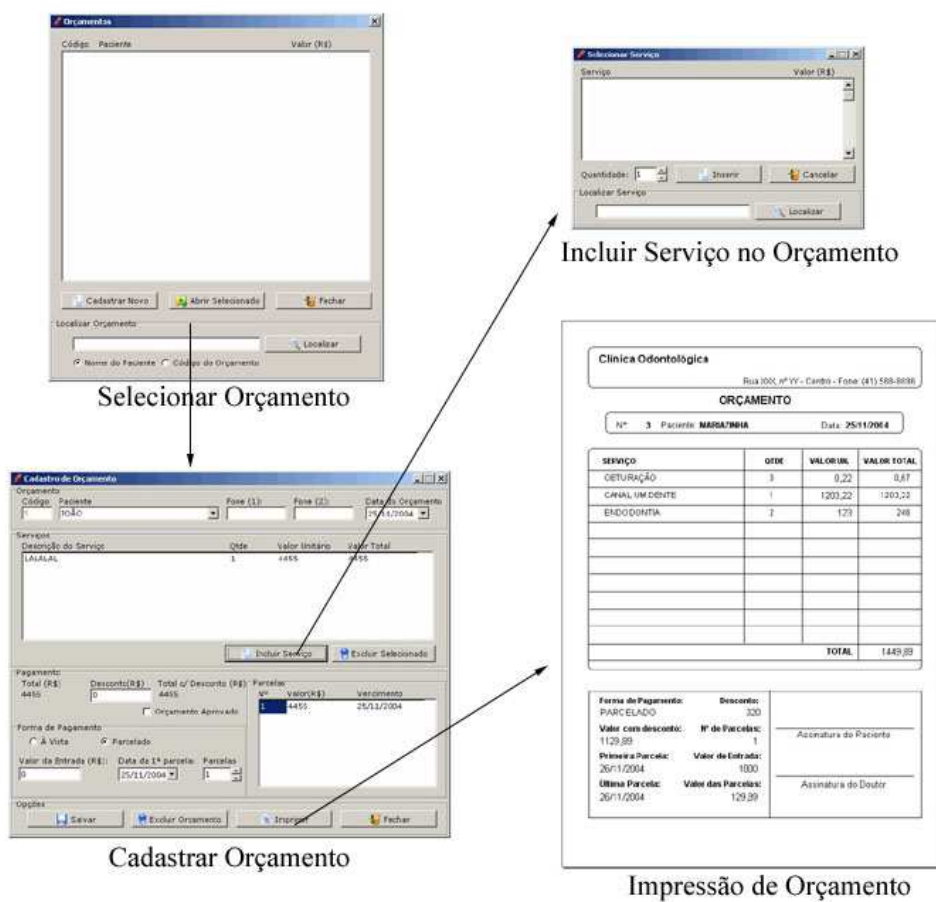 Orçamentos
Código Paciente Valor (R$)
Cadastrar Novo Abrir Selecionado Fechar
Localizar Orçamento
Localizar
Nome do Paciente Código do Orçamento
Selecionar Orçamento
Selecionar Serviço
Serviço Valor (R$)
Quantidade: 1 Inserir Cancelar
Localizar Serviço
Localizar
Incluir Serviço no Orçamento
Cadastro de Orçamento
Orçamento
Código Paciente Fone (1): Fone (2): Data do Orçamento
JOÃO 25/11/2004
Serviços
Descrição do Serviço Qtde Valor Unitário Valor Total
LALALAL 1 4455 4455
Incluir Serviço Excluir Selecionado
Pagamento
Total (R$) Desconto(R$) Total c/ Desconto (R$)
4455 0 4455
Orçamento Aprovado
Forma de Pagamento
À Vista Parcelado
Valor da Entrada (R$): Data da 1ª parcela: Parcelas
0 25/11/2004 1
Parcelas
Nº Valor(R$) Vencimento
1 4455 25/11/2004
Opções
Salvar Excluir Orçamento Imprimir Fechar
Cadastrar Orçamento
Clínica Odontológica
Rua XXX, nº YY - Centro - Fone: (41)
ORÇAMENTO
Nº 3 Paciente: MARIAZINHA Data: 25/11/2004
SERVIÇO QTDE VALOR UN. VALOR TOTAL
OBTURAÇÃO 3 0,22 0,67
CANAL UM DENTE 1 1203,22 1203,22
ENDODONTIA 2 123 246
TOTAL 1449,89
Forma de Pagamento: Desconto:
PARCELADO 320
Valor com desconto: Nº de Parcelas:
1129,89 1
Primeira Parcela: Valor de Entrada:
26/11/2004 1000
Última Parcela: Valor das Parcelas:
26/11/2004 129,89
Assinatura do Paciente
Assinatura do Doutor
Impressão de Orçamento